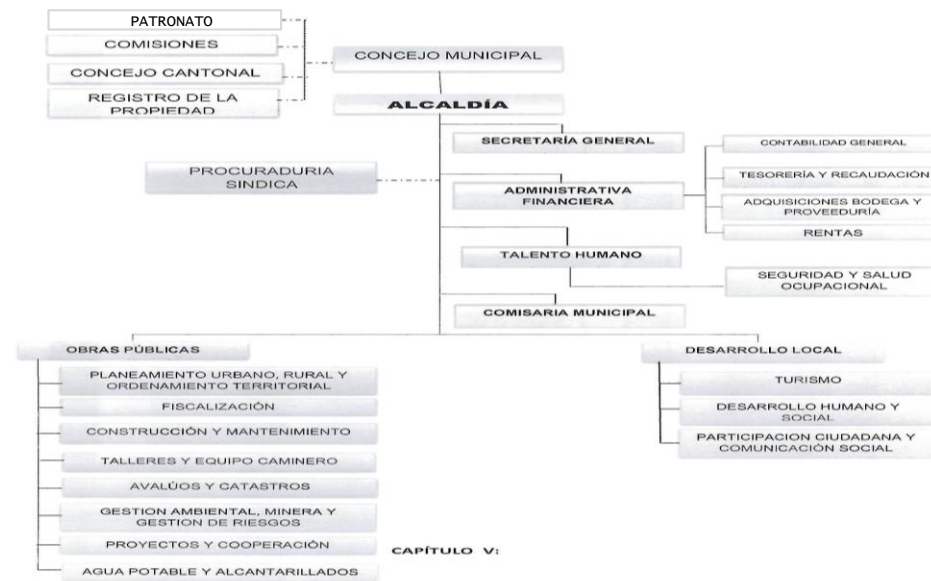 PATRONATO
COMISIONES
CONCEJO CANTONAL
REGISTRO DE LA
PROPIEDAD
CONCEJO MUNICIPAL
ALCALDÍA
SECRETARÍA GENERAL
PROCURADURIA
SINDICA
ADMINISTRATIVA
FINANCIERA
CONTABILIDAD GENERAL
TESORERÍA Y RECAUDACIÓN
ADQUISICIONES BODEGA Y
PROVEEDURÍA
RENTAS
TALENTO HUMANO
SEGURIDAD Y SALUD
OCUPACIONAL
COMISARIA MUNICIPAL
OBRAS PÚBLICAS
PLANEAMIENTO URBANO, RURAL Y
ORDENAMIENTO TERRITORIAL
FISCALIZACIÓN
CONSTRUCCIÓN Y MANTENIMIENTO
TALLERES Y EQUIPO CAMINERO
AVALÚOS Y CATASTROS
GESTION AMBIENTAL, MINERA Y
GESTION DE RIESGOS
PROYECTOS Y COOPERACIÓN
AGUA POTABLE Y ALCANTARILLADOS
DESARROLLO LOCAL
TURISMO
DESARROLLO HUMANO Y
SOCIAL
PARTICIPACION CIUDADANA Y
COMUNICACIÓN SOCIAL
CAPÍTULO V: